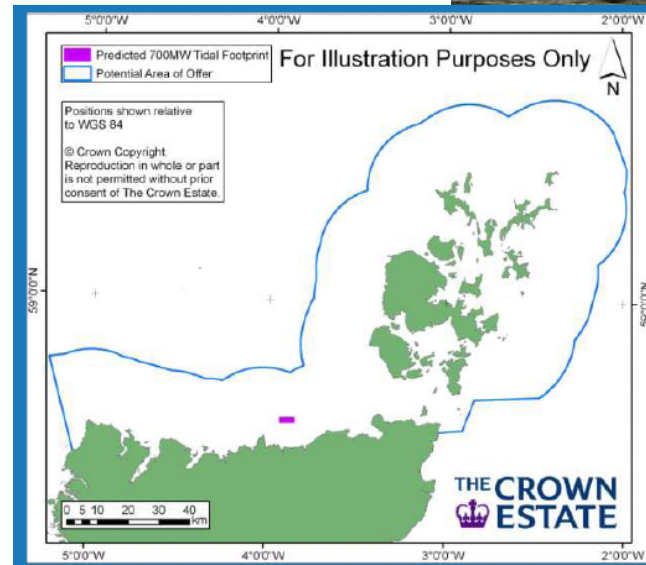 5°0'0"W 4°0'0"W 3°0'0"W 2°0'0"W
Predicted 700MW Tidal Footprint
Potential Area of Offer
For Illustration Purposes Only
N
Positions shown relative
to WGS 84
© Crown Copyright
Reproduction in whole or part
is not permitted without prior
consent of The Crown Estate.
59°0'0"N 59°0'0"N
THE CROWN
ESTATE
0 5 10 20 30 40
km
5°0'0"W 4°0'0"W 3°0'0"W 2°0'0"W